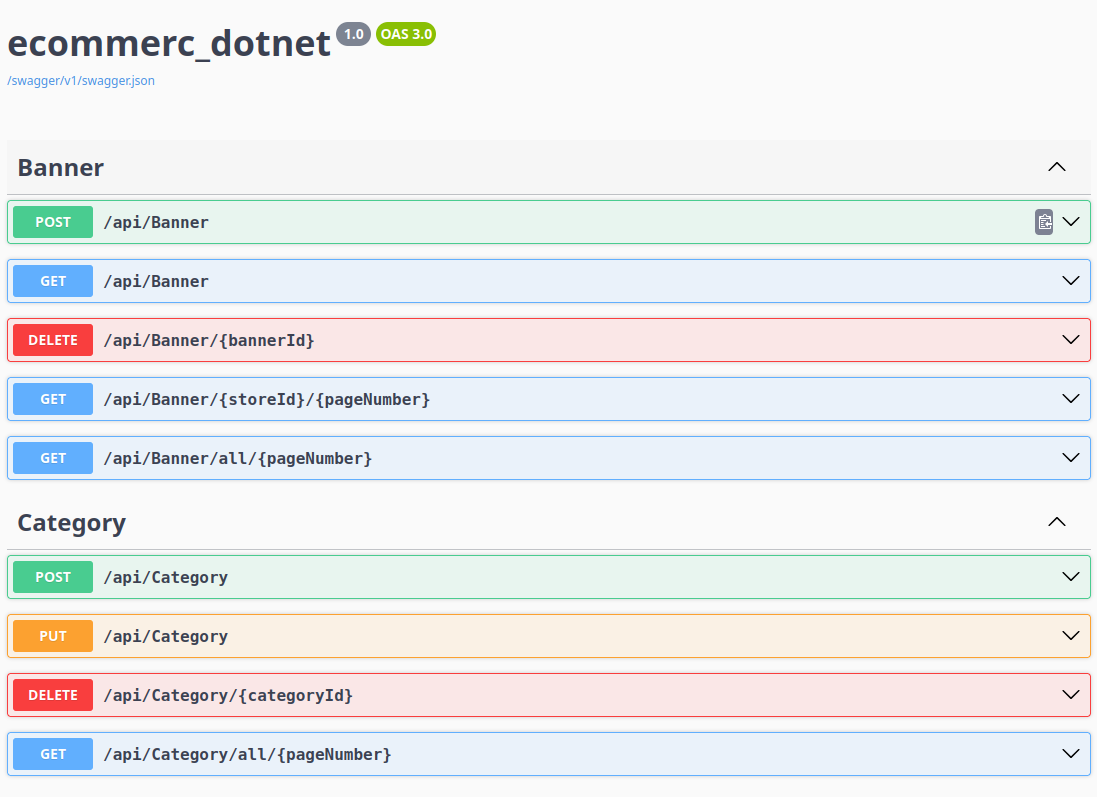 ecommerc_dotnet 1.0 OAS 3.0
/swagger/v1/swagger.json
Banner
POST /api/Banner
GET /api/Banner
DELETE /api/Banner/{bannerId}
GET /api/Banner/{storeId}/{pageNumber}
GET /api/Banner/all/{pageNumber}
Category
POST /api/Category
PUT /api/Category
DELETE /api/Category/{categoryId}
GET /api/Category/all/{pageNumber}